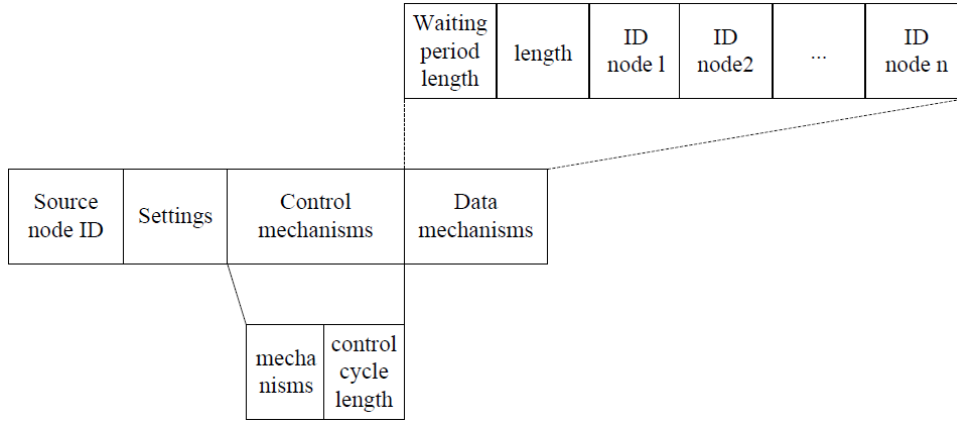 Waiting
period
length
length
ID
node 1
ID
node2
...
ID
node n
Source
node ID
Settings
Control
mechanisms
Data
mechanisms
mecha
nisms
control
cycle
length